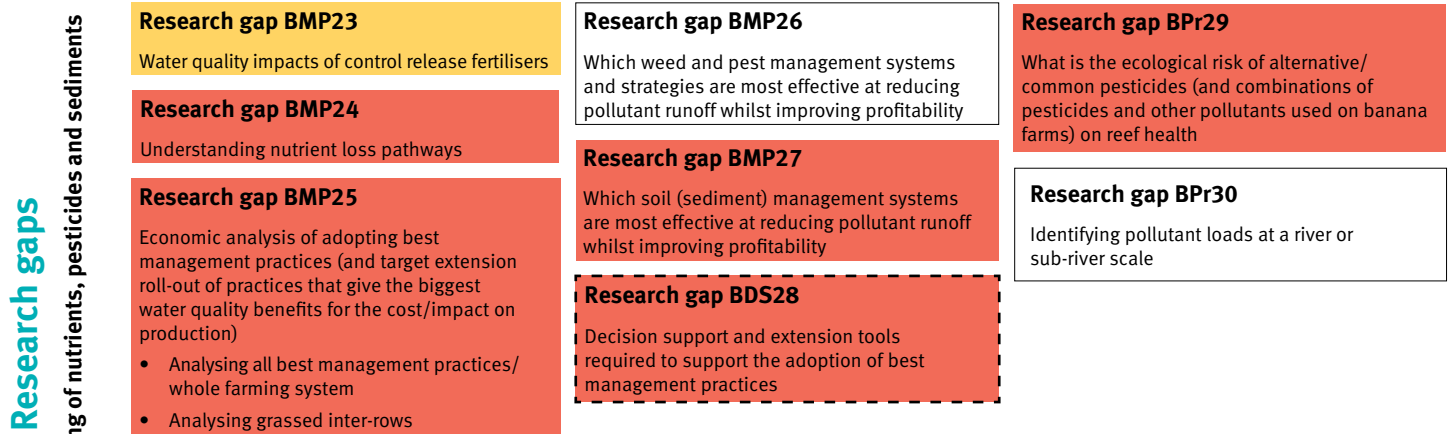 Research gaps
of nutrients, pesticides and sediments
Research gap BMP23
Water quality impacts of control release fertilisers
Research gap BMP24
Understanding nutrient loss pathways
Research gap BMP25
Economic analysis of adopting best
management practices (and target extension
roll-out of practices that give the biggest
water quality benefits for the cost/impact on
production)
• Analysing all best management practices/
whole farming system
• Analysing grassed inter-rows
Research gap BMP26
Which weed and pest management systems
and strategies are most effective at reducing
pollutant runoff whilst improving profitability
Research gap BMP27
Which soil (sediment) management systems
are most effective at reducing pollutant runoff
whilst improving profitability
Research gap BDS28
Decision support and extension tools
required to support the adoption of best
management practices
Research gap BPr29
What is the ecological risk of alternative/
common pesticides (and combinations of
pesticides and other pollutants used on banana
farms) on reef health
Research gap BPr30
Identifying pollutant loads at a river or
sub-river scale